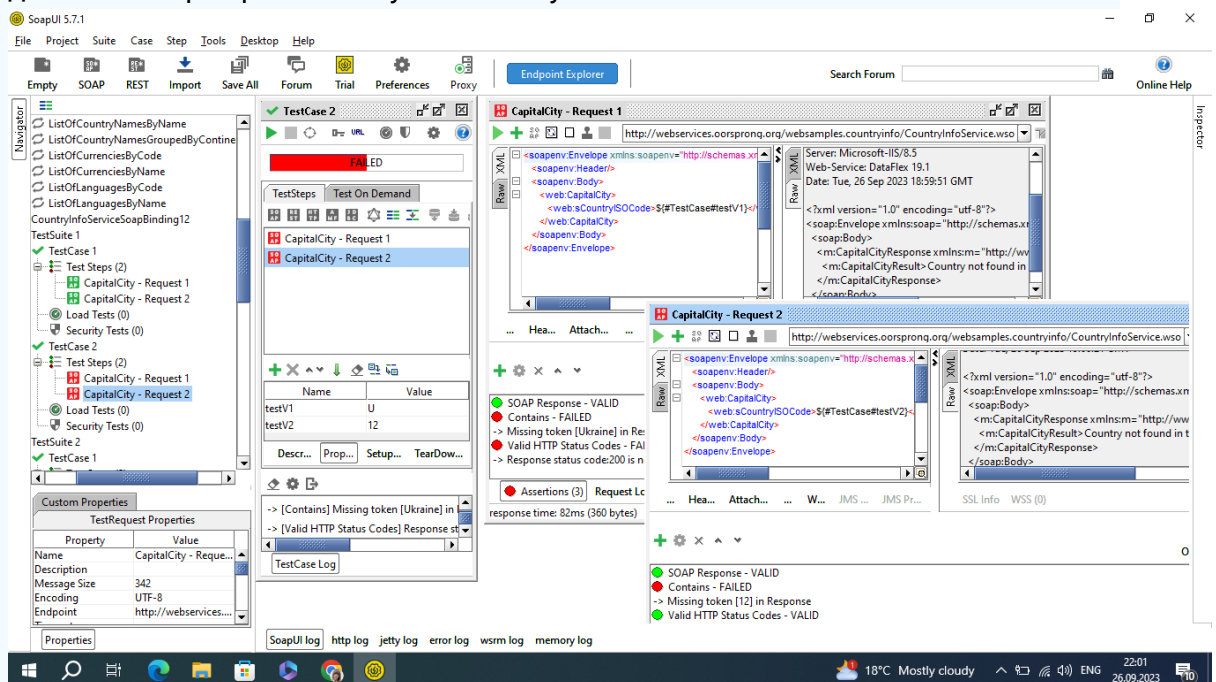 SoapUI 5.7.1
File Project Suite Case Step Tools Desktop Help
Empty SOAP REST Import Save All Forum Trial Preferences Proxy
Endpoint Explorer
Search Forum
Online Help
Navigator
ListOfCountryNamesByName
ListOfCountryNamesGroupedByContine
ListOfCurrenciesByCode
ListOfCurrenciesByName
ListOfLanguagesByCode
ListOfLanguagesByName
CountryInfoServiceSoapBinding12
TestSuite 1
TestCase 1
Test Steps (2)
CapitalCity - Request 1
CapitalCity - Request 2
Load Tests (0)
Security Tests (0)
TestCase 2
Test Steps (2)
CapitalCity - Request 1
CapitalCity - Request 2
Load Tests (0)
Security Tests (0)
TestSuite 2
TestCase 1
Custom Properties
TestRequest Properties
Property Value
Name CapitalCity - Reque...
Description
Message Size 342
Encoding UTF-8
Endpoint http://webservices....
Properties
TestCase 2
URL
FAILED
TestSteps Test On Demand
CapitalCity - Request 1
CapitalCity - Request 2
Name Value
testV1 U
testV2 12
Descr... Prop... Setup... TearDow...
-> [Contains] Missing token [Ukraine] in
-> [Valid HTTP Status Codes] Response st
TestCase Log
CapitalCity - Request 1
http://webservices.oorsprong.org/websamples.countryinfo/CountryInfoService.wso
XML
Raw
<soapenv:Envelope xmlns:soapenv="http://schemas.xr
<soapenv:Header/>
<soapenv:Body>
<web:CapitalCity>
<web:sCountryISOCode>${#TestCase#testV1}</
</web:CapitalCity>
</soapenv:Body>
</soapenv:Envelope>
XML
Raw
Server: Microsoft-IIS/8.5
Web-Service: DataFlex 19.1
Date: Tue, 26 Sep 2023 18:59:51 GMT
<?xml version="1.0" encoding="utf-8"?>
<soap:Envelope xmlns:soap="http://schemas.xr
<soap:Body>
<m:CapitalCityResponse xmlns:m="http://wv
<m:CapitalCityResult>Country not found in
</m:CapitalCityResponse>
</soap:Body>
... Hea... Attach... ...
SOAP Response - VALID
Contains - FAILED
-> Missing token [Ukraine] in Re
Valid HTTP Status Codes - FAI
-> Response status code:200 is n
Assertions (3) Request Lc
response time: 82ms (360 bytes)
CapitalCity - Request 2
http://webservices.oorsprong.org/websamples.countryinfo/CountryInfoService.wso
XML
Raw
<soapenv:Envelope xmlns:soapenv="http://schemas.x
<soapenv:Header/>
<soapenv:Body>
<web:CapitalCity>
<web:sCountryISOCode>${#TestCase#testV2}<
</web:CapitalCity>
</soapenv:Body>
</soapenv:Envelope>
XML
Raw
<?xml version="1.0" encoding="utf-8"?>
<soap:Envelope xmlns:soap="http://schemas.xm
<soap:Body>
<m:CapitalCityResponse xmlns:m="http://ww
<m:CapitalCityResult>Country not found in t
</m:CapitalCityResponse>
</soap:Body>
... Hea... Attach... ... W... JMS ... JMS Pr...
SSL Info WSS (0)
SOAP Response - VALID
Contains - FAILED
-> Missing token [12] in Response
Valid HTTP Status Codes - VALID
Inspector
SoapUI log http log jetty log error log wsrm log memory log
18°C Mostly cloudy ENG 22:01
26.09.2023
10